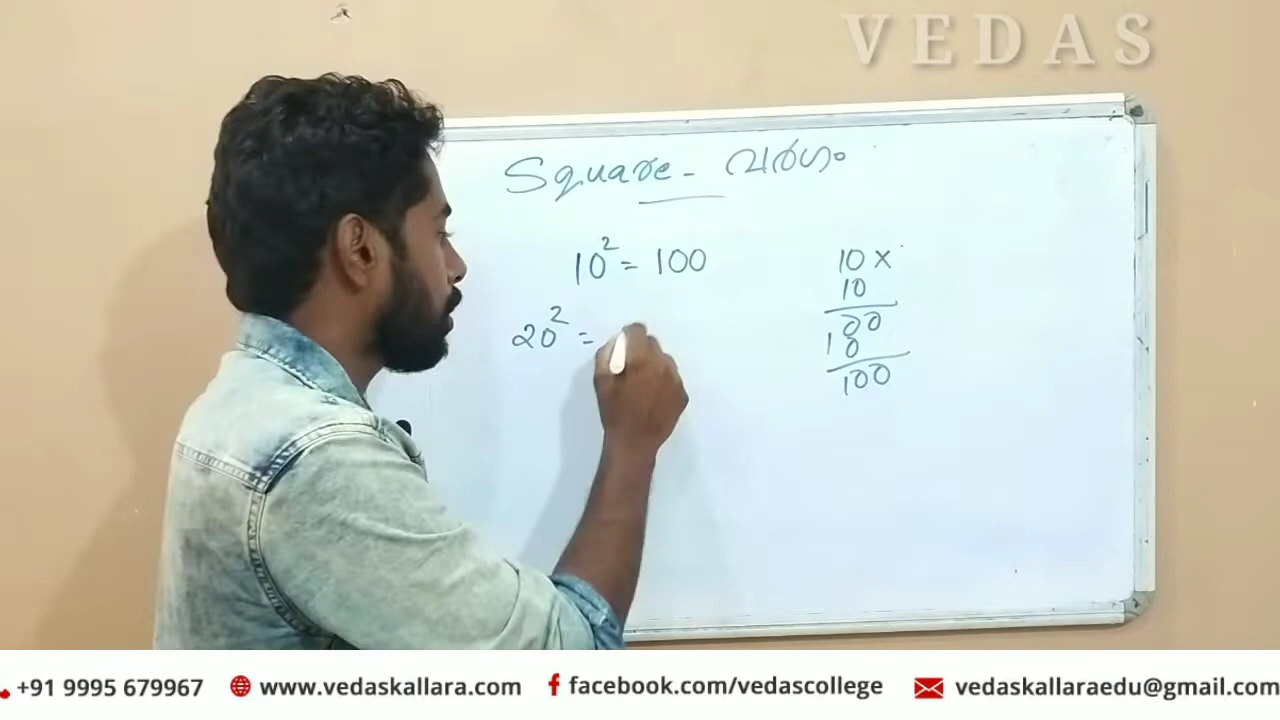 VEDAS
Square - വർഗം
10² = 100
20² =
10 ×
10
00
10
100
+91 9995 679967
www.vedaskallara.com
facebook.com/vedascollege
vedaskallaraedu@gmail.com